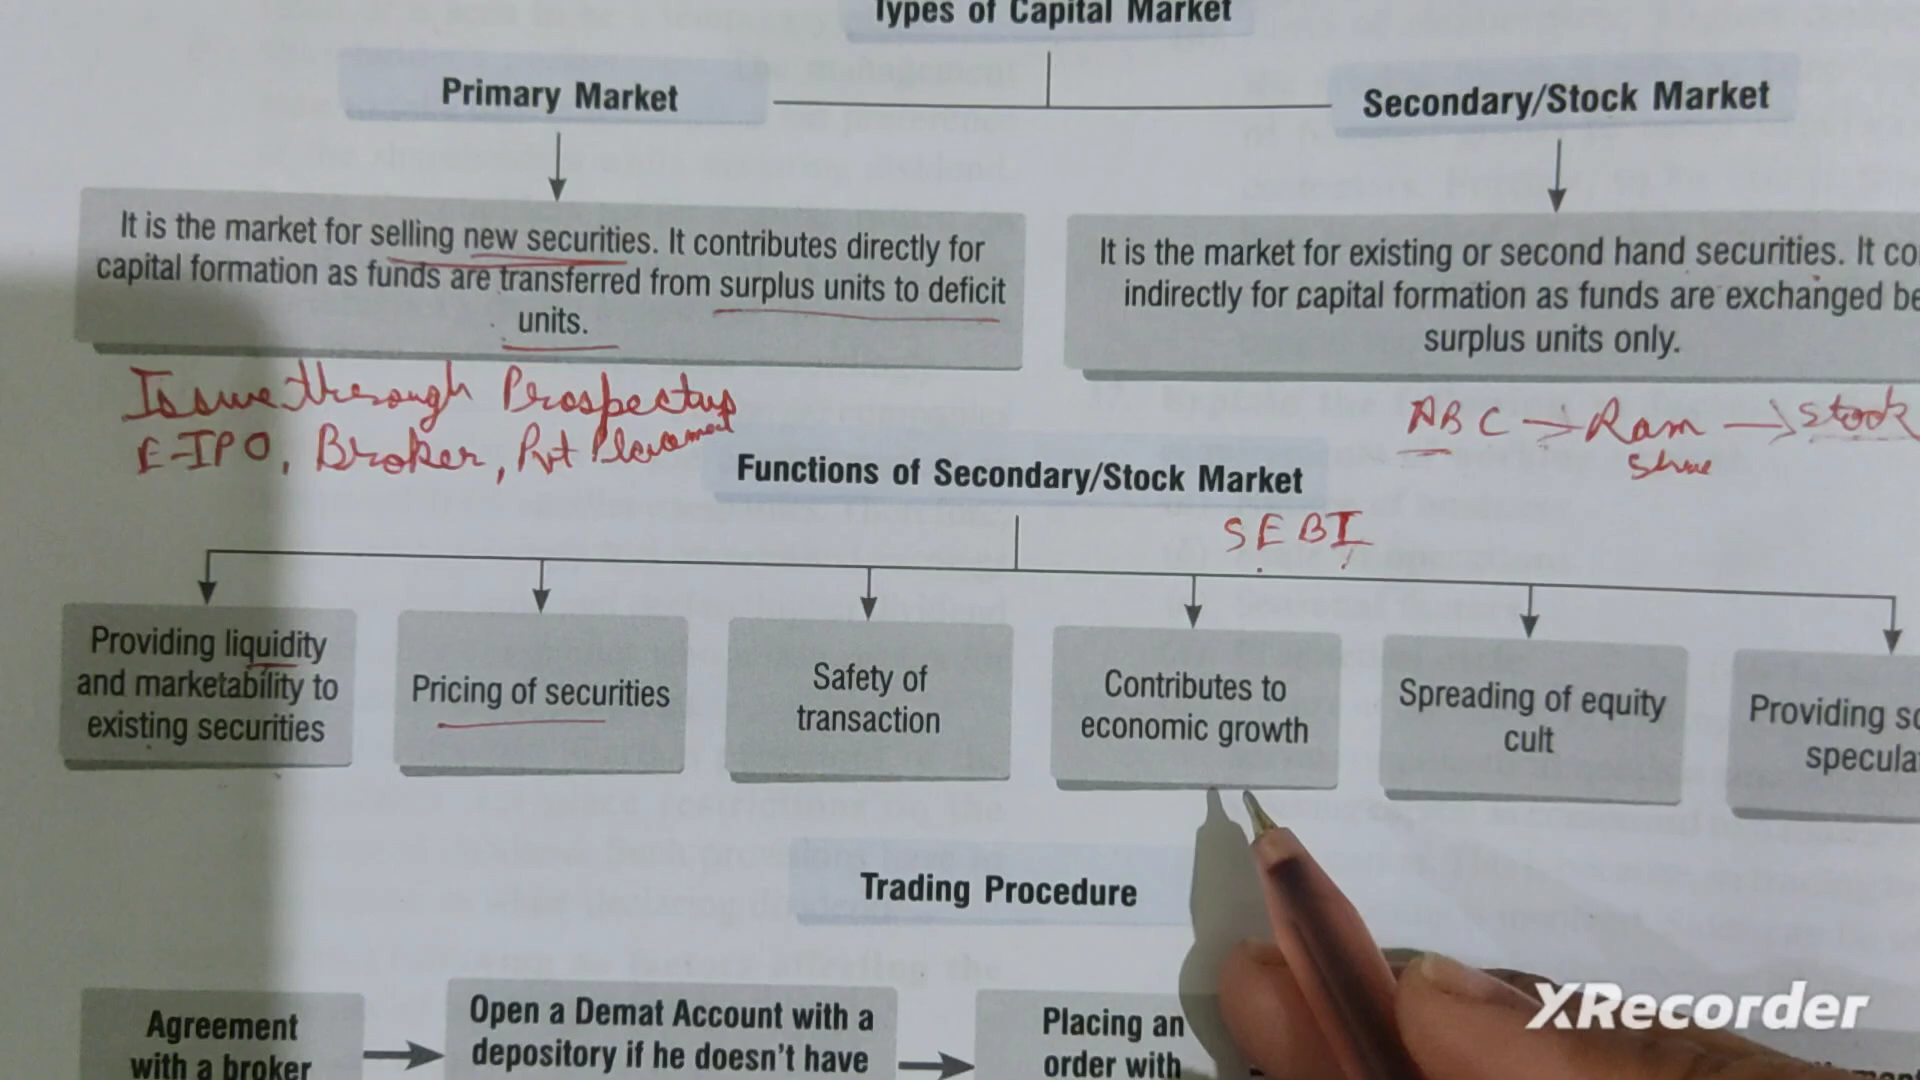 Types of Capital Market
Primary Market
Secondary/Stock Market
It is the market for selling new securities. It contributes directly for
capital formation as funds are transferred from surplus units to deficit
units.
It is the market for existing or second hand securities. It co
indirectly for capital formation as funds are exchanged be
surplus units only.
Issue through Prospectus
E-IPO, Broker, Pvt Placement
ABC → Ram → Stock
Share
Functions of Secondary/Stock Market
SEBI
Providing liquidity
and marketability to
existing securities
Pricing of securities
Safety of
transaction
Contributes to
economic growth
Spreading of equity
cult
Providing sc
specula
Trading Procedure
Agreement
with a broker
Open a Demat Account with a
depository if he doesn't have
Placing an
order with
XRecorder